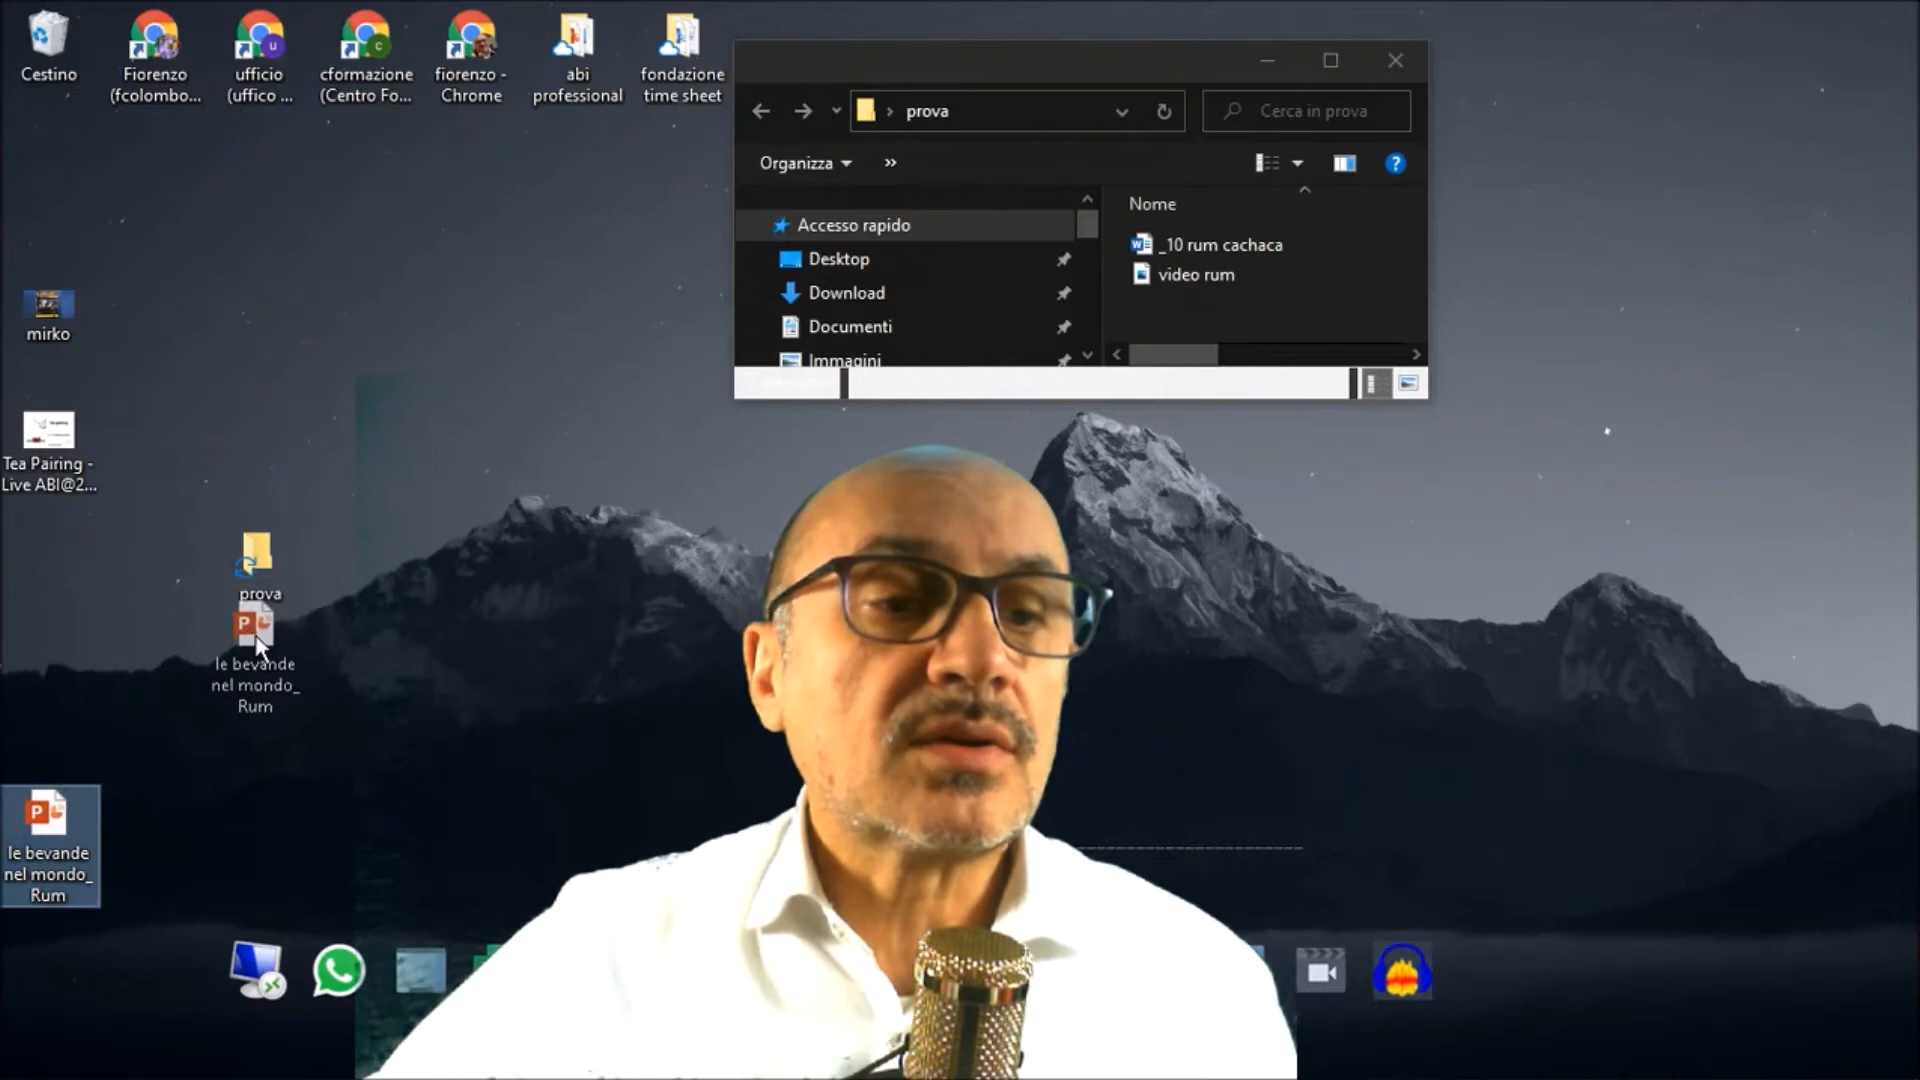 Cestino
Fiorenzo
(fcolombo...
ufficio
(uffico ...
cformazione
(Centro Fo...
fiorenzo -
Chrome
abi
professional
fondazione
time sheet
prova
Cerca in prova
Organizza
»
Nome
Accesso rapido
Desktop
Download
Documenti
Immagini
_10 rum cachaca
video rum
mirko
Tea Pairing -
Live ABI@2...
prova
le bevande
nel mondo_
Rum
le bevande
nel mondo_
Rum